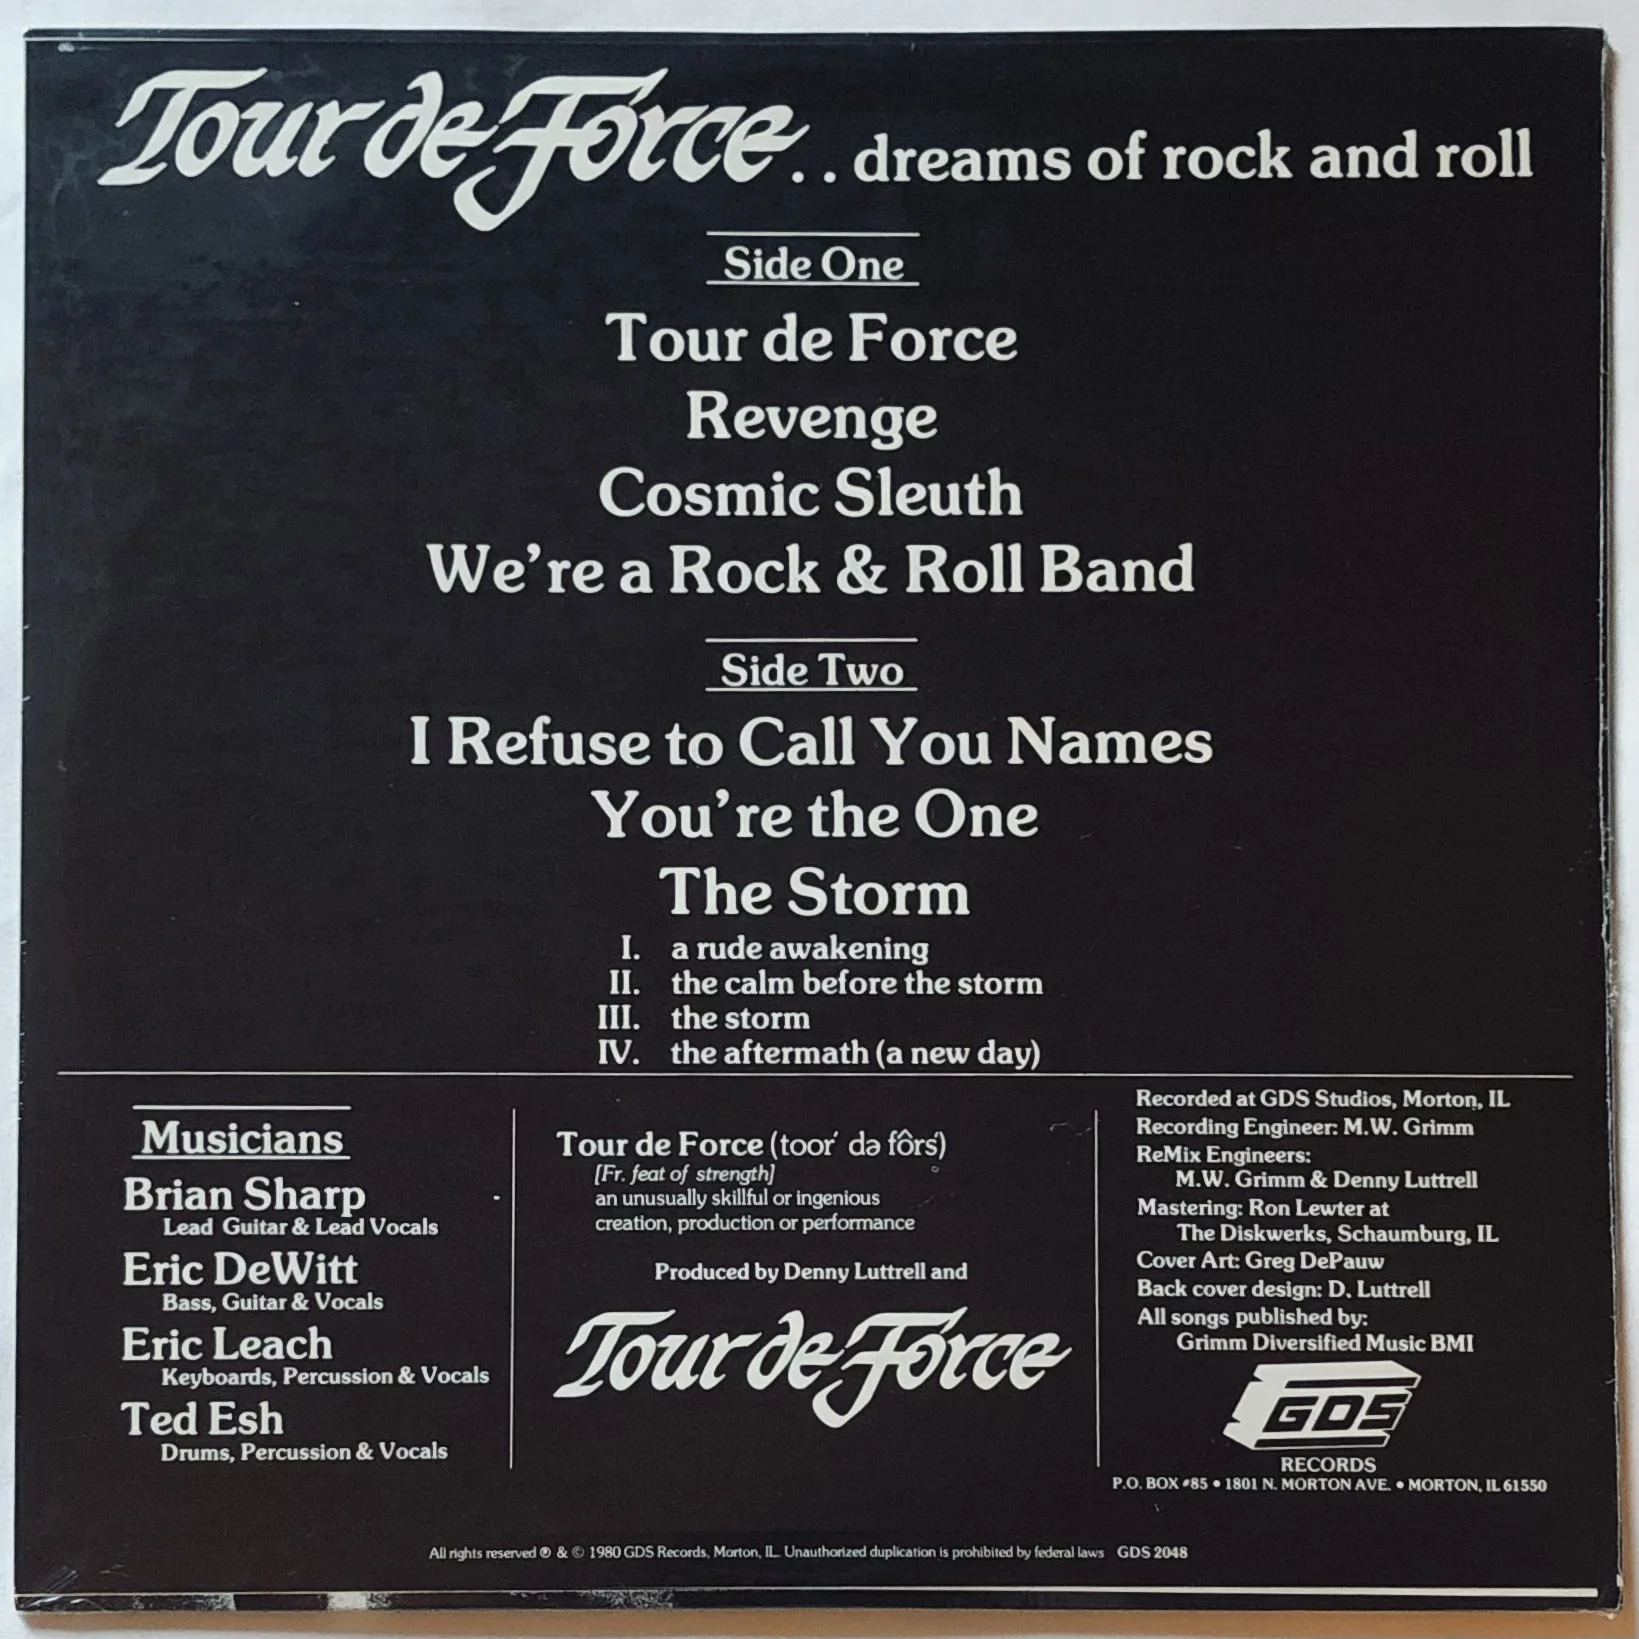 Tour de Force.. dreams of rock and roll
Side One
Tour de Force
Revenge
Cosmic Sleuth
We're a Rock & Roll Band
Side Two
I Refuse to Call You Names
You're the One
The Storm
I. a rude awakening
II. the calm before the storm
III. the storm
IV. the aftermath (a new day)
Musicians
Brian Sharp
Lead Guitar & Lead Vocals
Eric DeWitt
Bass, Guitar & Vocals
Eric Leach
Keyboards, Percussion & Vocals
Ted Esh
Drums, Percussion & Vocals
Tour de Force (toor′ də fôrs′)
[Fr. feat of strength]
an unusually skillful or ingenious
creation, production or performance
Produced by Denny Luttrell and
Tour de Force
Recorded at GDS Studios, Morton, IL
Recording Engineer: M.W. Grimm
ReMix Engineers:
M.W. Grimm & Denny Luttrell
Mastering: Ron Lewter at
The Diskwerks, Schaumburg, IL
Cover Art: Greg DePauw
Back cover design: D. Luttrell
All songs published by:
Grimm Diversified Music BMI
GDS
RECORDS
P.O. BOX #85 • 1801 N. MORTON AVE. • MORTON, IL 61550
All rights reserved ℗ & © 1980 GDS Records, Morton, IL. Unauthorized duplication is prohibited by federal laws GDS 2048